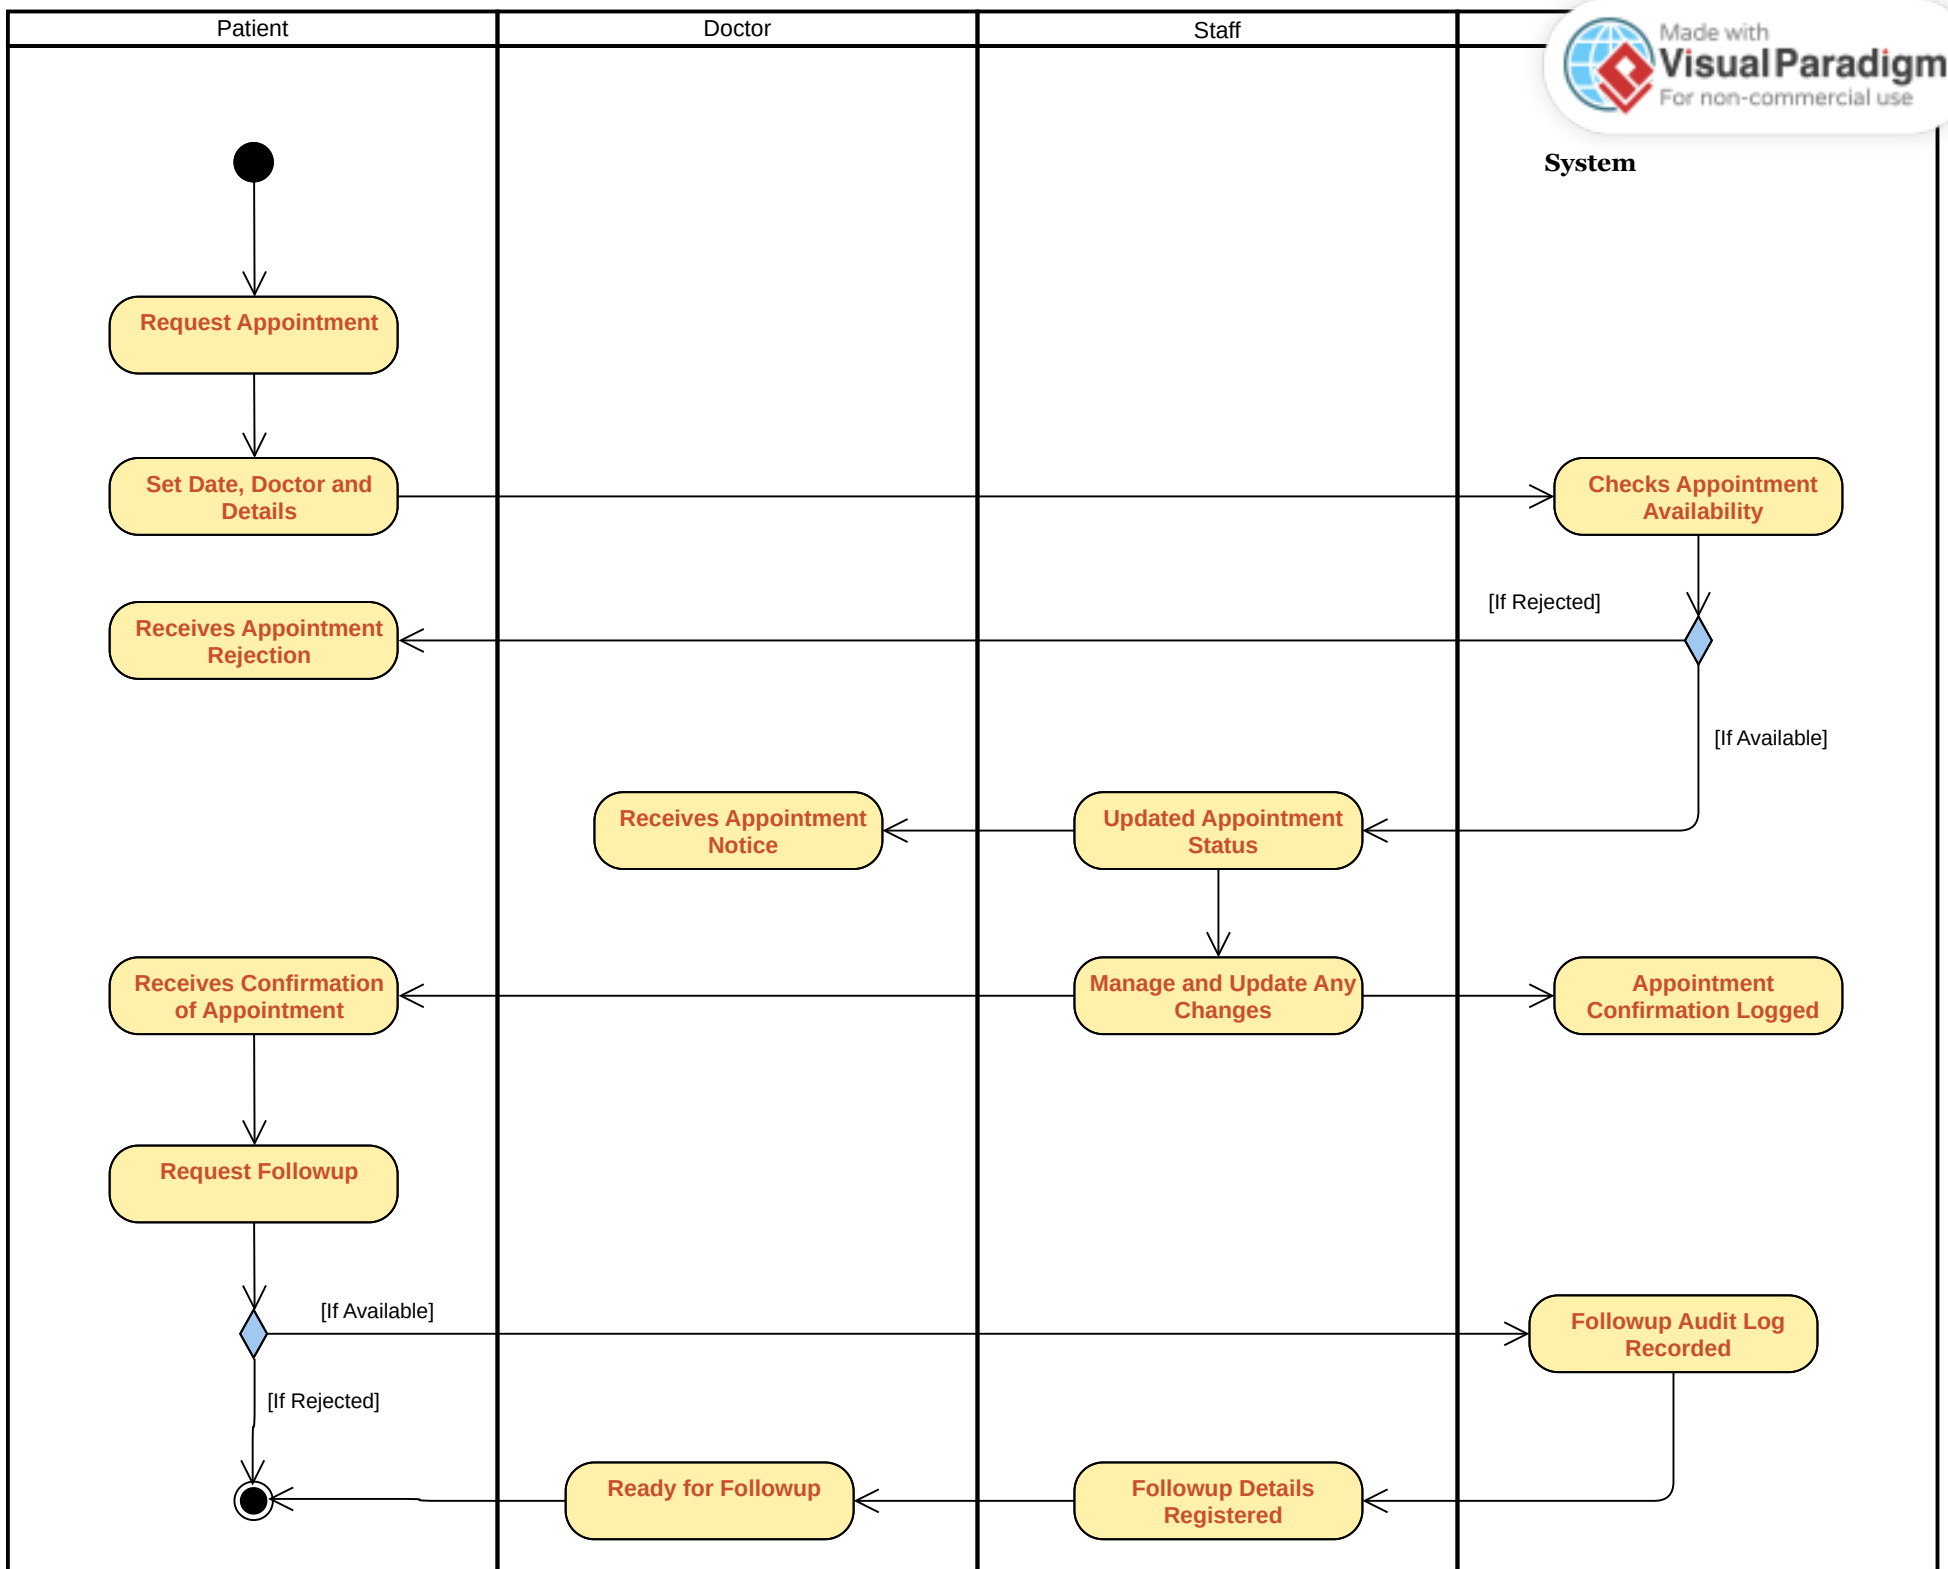 Patient
Doctor
Staff
Made with
Visual Paradigm
For non-commercial use
System
Request Appointment
Set Date, Doctor and
Details
Checks Appointment
Availability
[If Rejected]
Receives Appointment
Rejection
[If Available]
Receives Appointment
Notice
Updated Appointment
Status
Receives Confirmation
of Appointment
Manage and Update Any
Changes
Appointment
Confirmation Logged
Request Followup
[If Available]
Followup Audit Log
Recorded
[If Rejected]
Ready for Followup
Followup Details
Registered